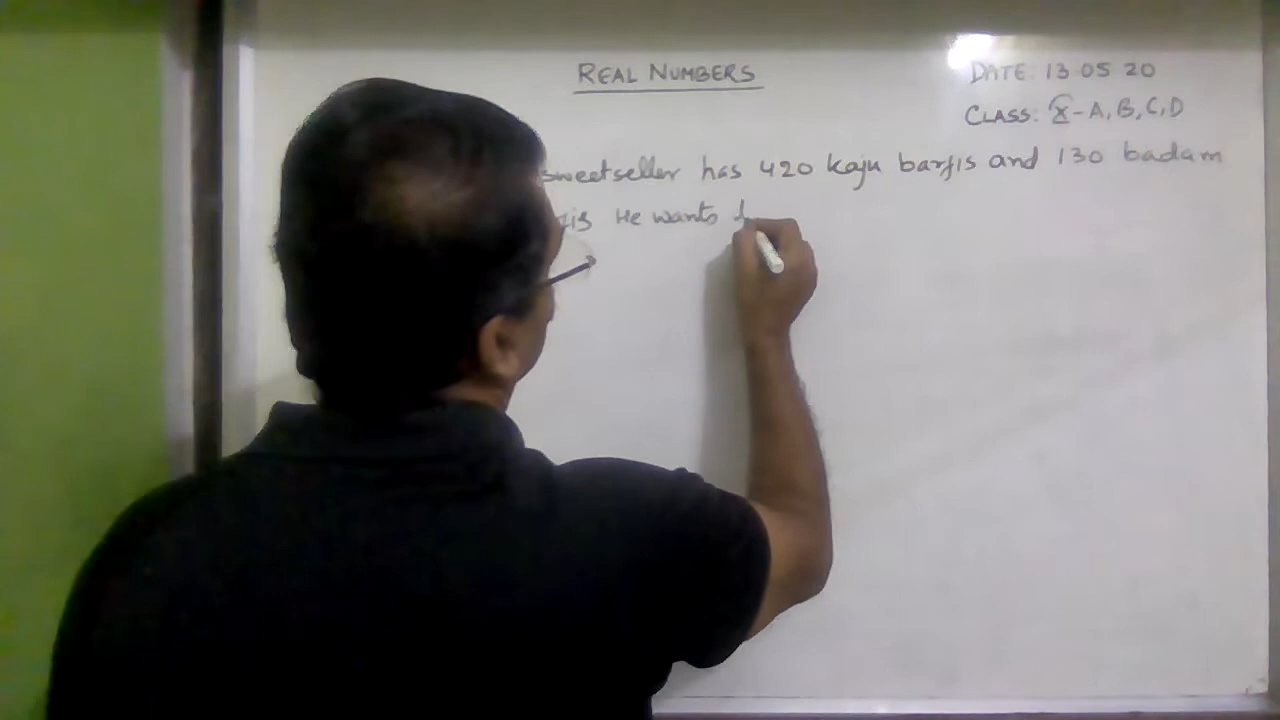 REAL NUMBERS
DATE: 13 05 20
CLASS: X-A, B, C, D
sweetseller has 420 kaju barfis and 130 badam
He wants